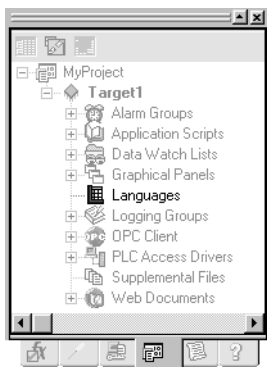 MyProject
Target1
Alarm Groups
Application Scripts
Data Watch Lists
Graphical Panels
Languages
Logging Groups
OPC OPC Client
PLC Access Drivers
Supplemental Files
Web Documents